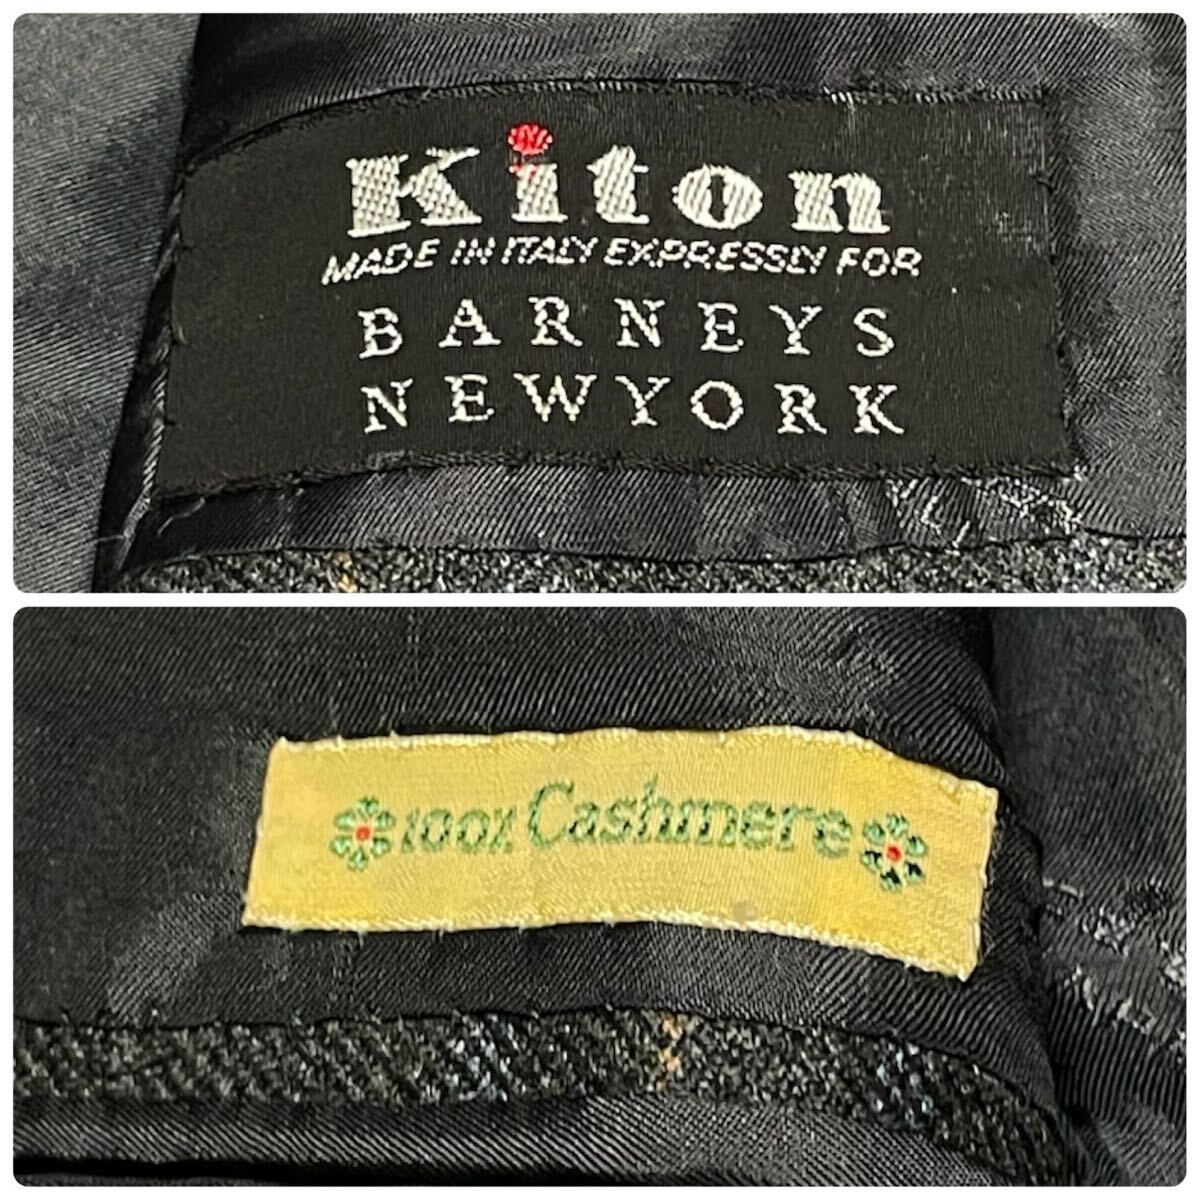 Kiton
MADE IN ITALY EXPRESSLY FOR
BARNEYS
NEWYORK
100% Cashmere